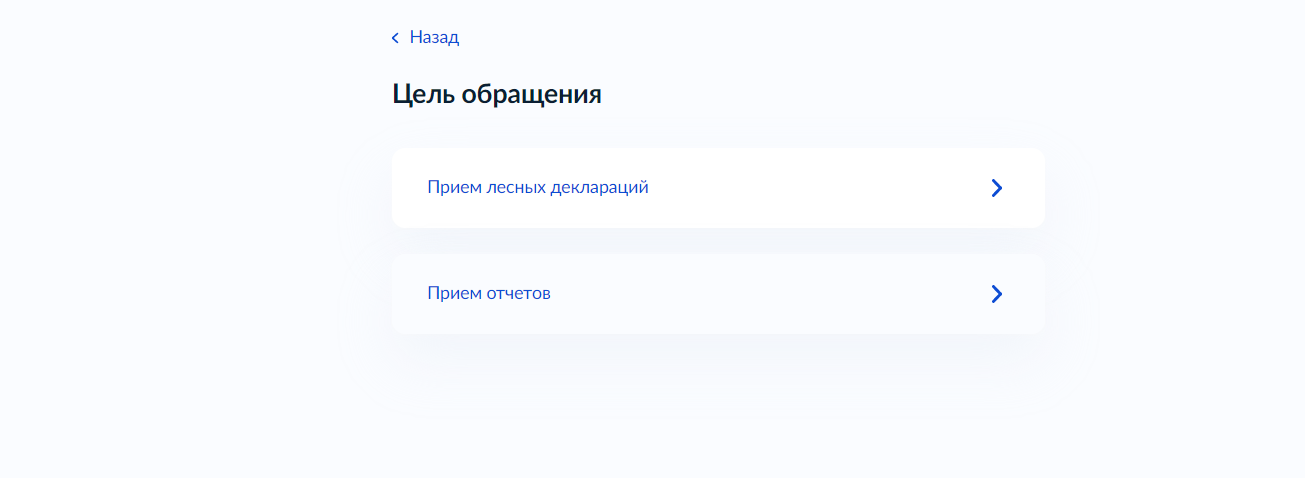 Назад
Цель обращения
Прием лесных деклараций
Прием отчетов